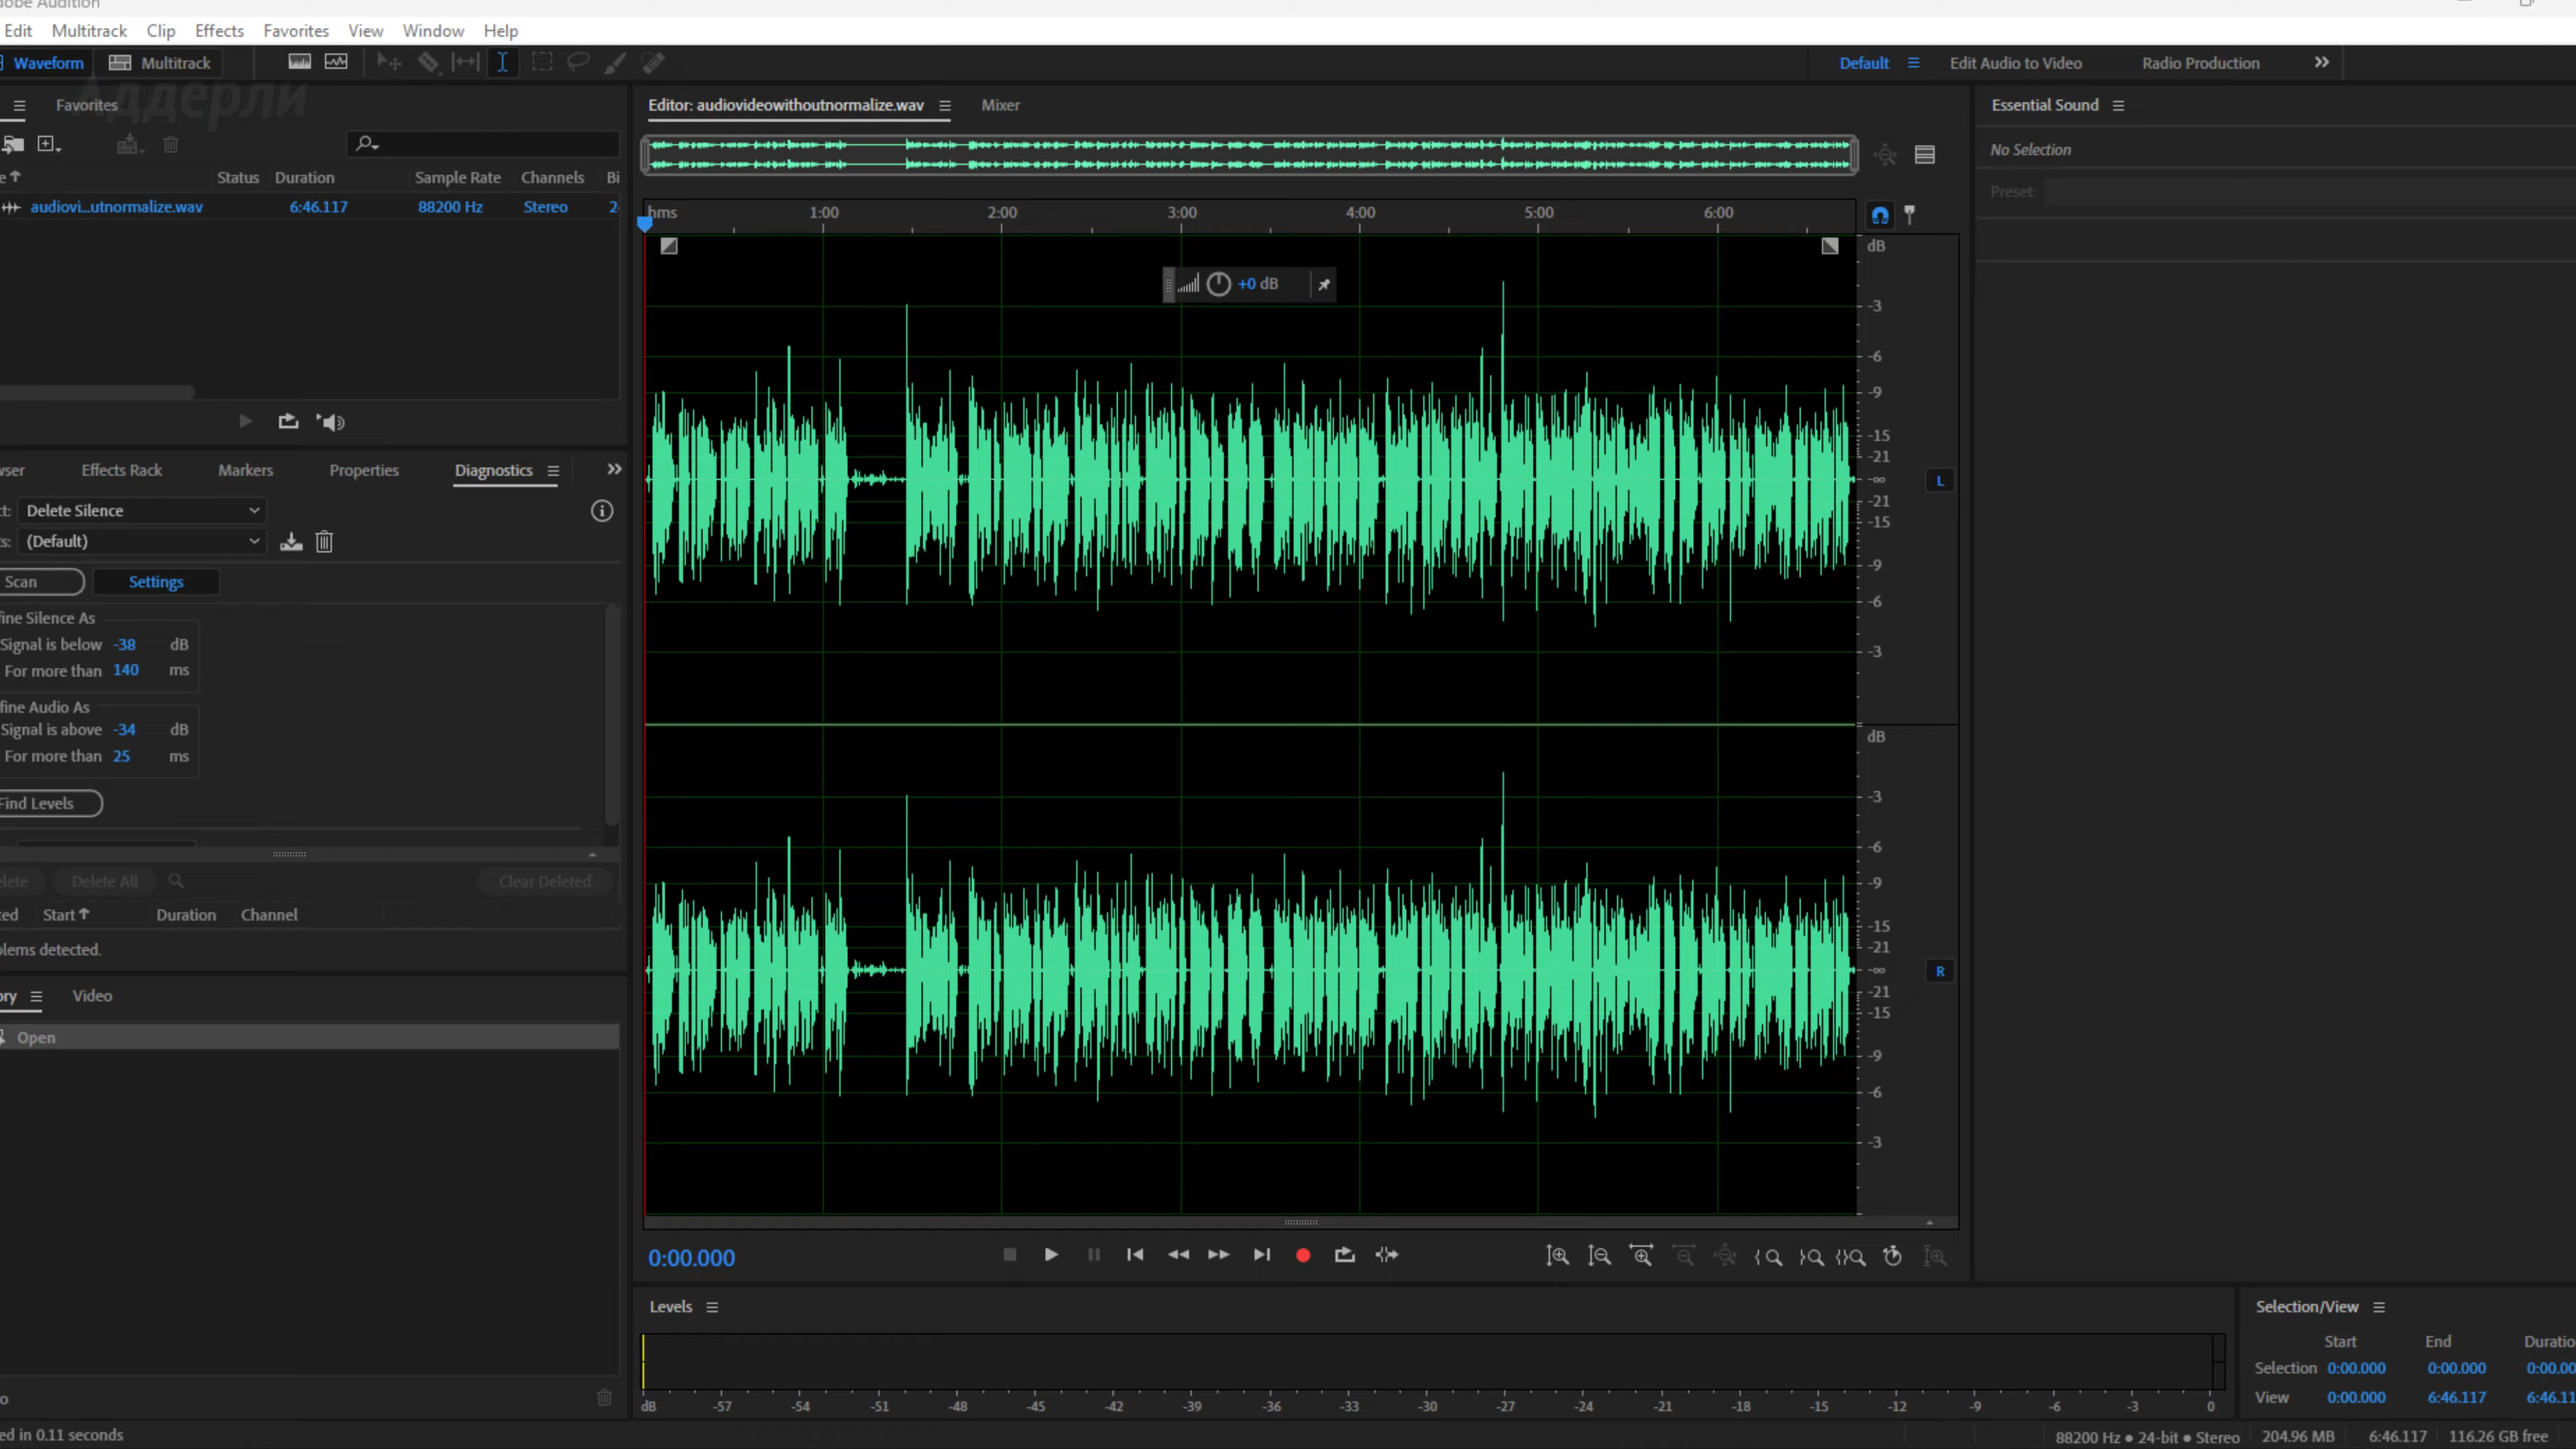 dobe Audition
Edit Multitrack Clip Effects Favorites View Window Help
Waveform Multitrack Default Edit Audio to Video Radio Production
Аддерли
Favorites Editor: audiovideowithoutnormalize.wav Mixer Essential Sound
No Selection
Preset:
e Status Duration Sample Rate Channels Bi
audiovi...utnormalize.wav 6:46.117 88200 Hz Stereo 2
hms 1:00 2:00 3:00 4:00 5:00 6:00
dB
+0 dB
-3
-6
-9
-15
-21
-∞
-21
-15
-9
-6
-3
L
wser Effects Rack Markers Properties Diagnostics
ct: Delete Silence
ts: (Default)
Scan Settings
fine Silence As
Signal is below -38 dB
For more than 140 ms
fine Audio As
Signal is above -34 dB
For more than 25 ms
Find Levels
elete Delete All Clear Deleted
ted Start Duration Channel
blems detected.
dB
-3
-6
-9
-15
-21
-∞
-21
-15
-9
-6
-3
R
ory Video
Open
0:00.000
Levels Selection/View
Start End Duratio
Selection 0:00.000 0:00.000 0:00.00
View 0:00.000 6:46.117 6:46.11
dB -57 -54 -51 -48 -45 -42 -39 -36 -33 -30 -27 -24 -21 -18 -15 -12 -9 -6 -3 0
o
ed in 0.11 seconds 88200 Hz • 24-bit • Stereo 204.96 MB 6:46.117 116.26 GB free